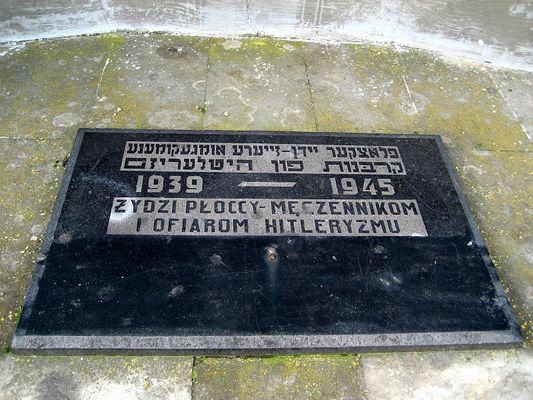 פלאצקער יידן-זייערע אומגעקומענע
קרבנות פון היטלעריזם
1939 — 1945
ŻYDZI PŁOCCY-MĘCZENNIKOM
I OFIAROM HITLERYZMU